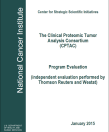 National Cancer Institute
Center for Strategic Scientific Initiatives
The Clinical Proteomic Tumor
Analysis Consortium
(CPTAC)
Program Evaluation
(independent evaluation performed by
Thomson Reuters and Westat)
January 2015